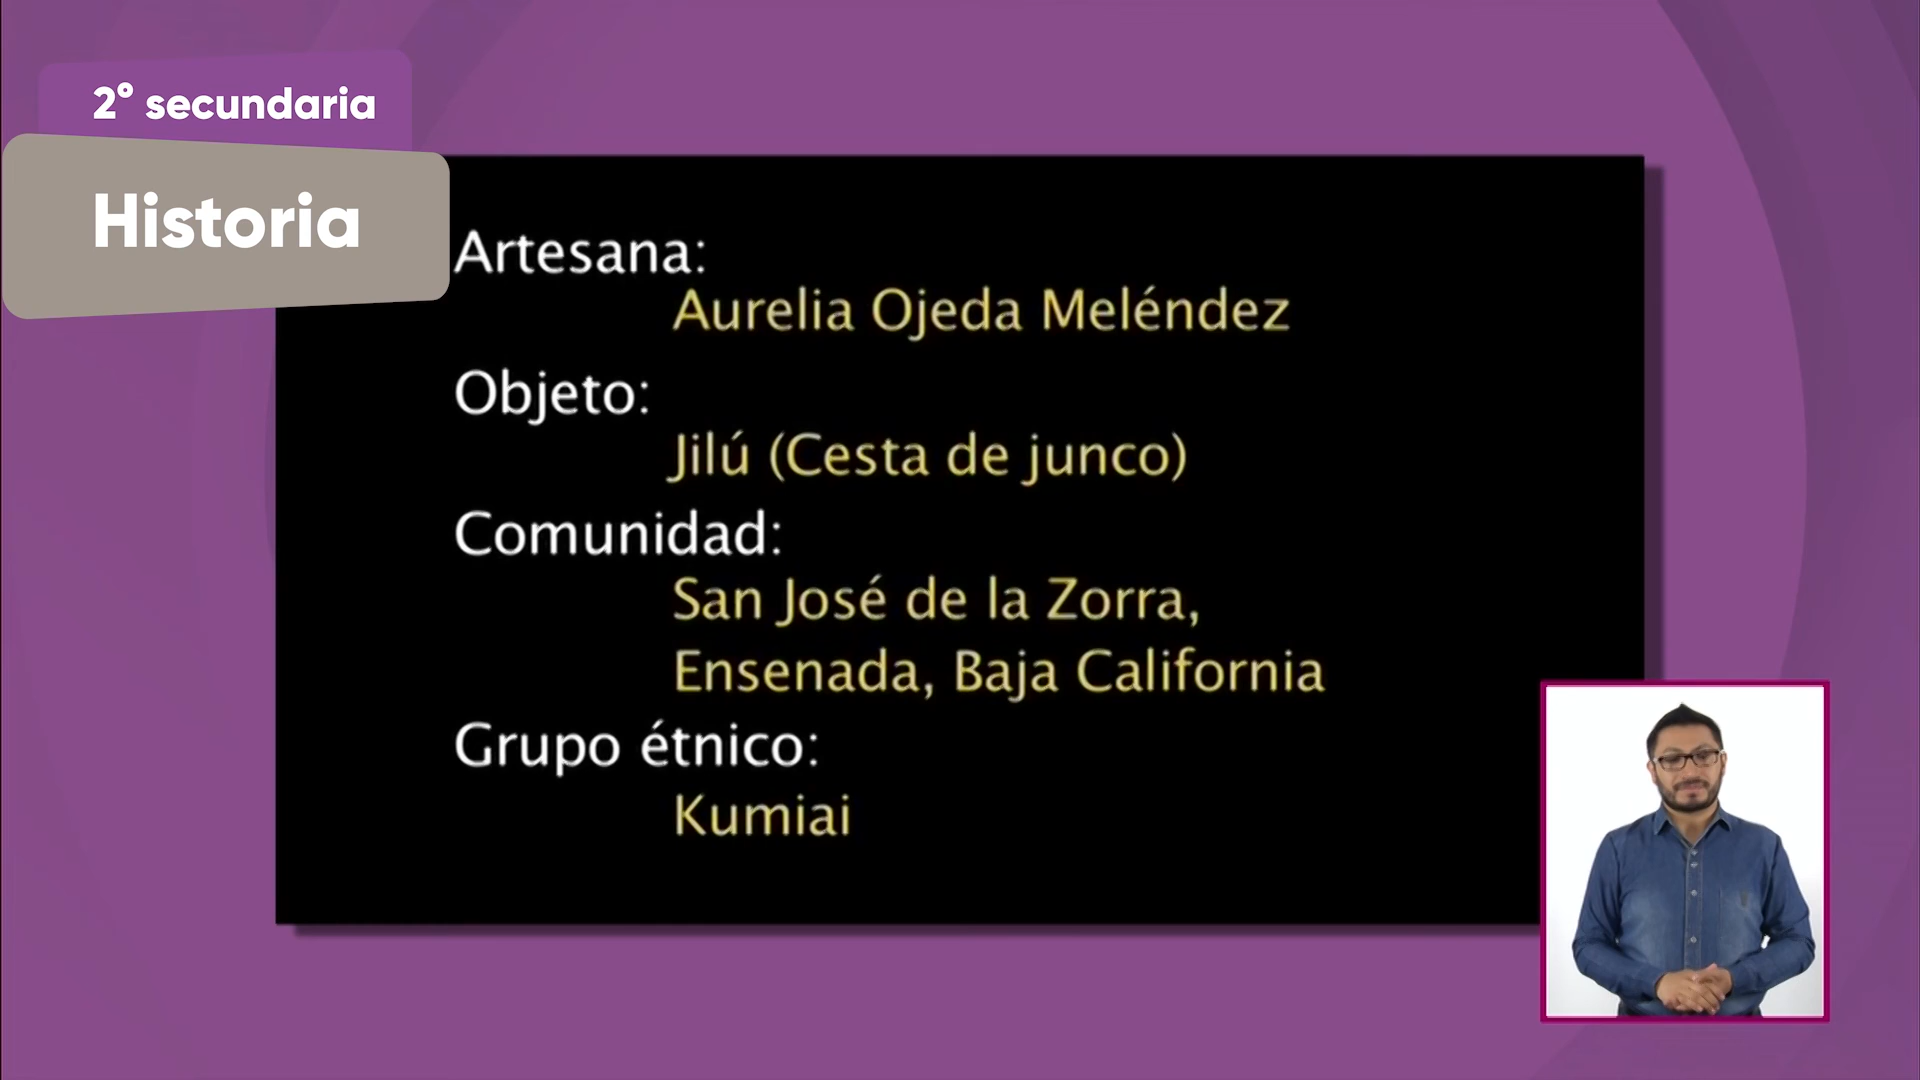 2° secundaria
Historia
Artesana:
Aurelia Ojeda Meléndez
Objeto:
Jilú (Cesta de junco)
Comunidad:
San José de la Zorra,
Ensenada, Baja California
Grupo étnico:
Kumiai